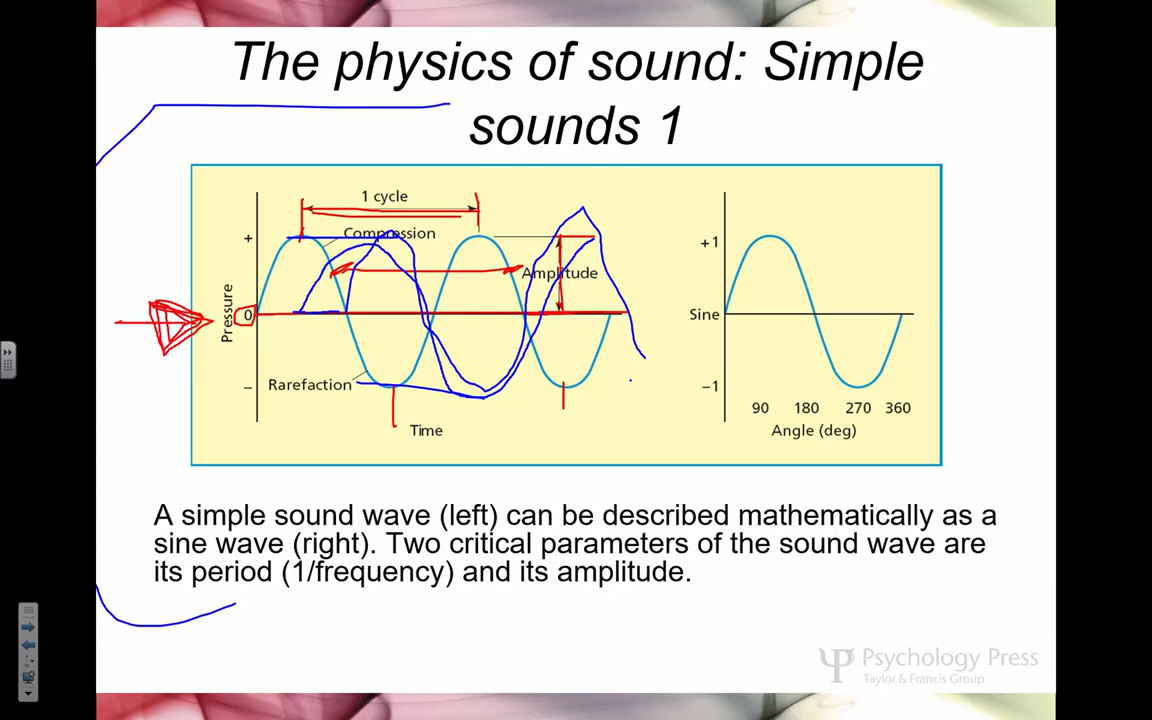 The physics of sound: Simple
sounds 1
1 cycle
Compression
+
Amplitude
Pressure
0
Rarefaction
–
Time
+1
Sine
–1
90 180 270 360
Angle (deg)
A simple sound wave (left) can be described mathematically as a
sine wave (right). Two critical parameters of the sound wave are
its period (1/frequency) and its amplitude.
Psychology Press
Taylor & Francis Group